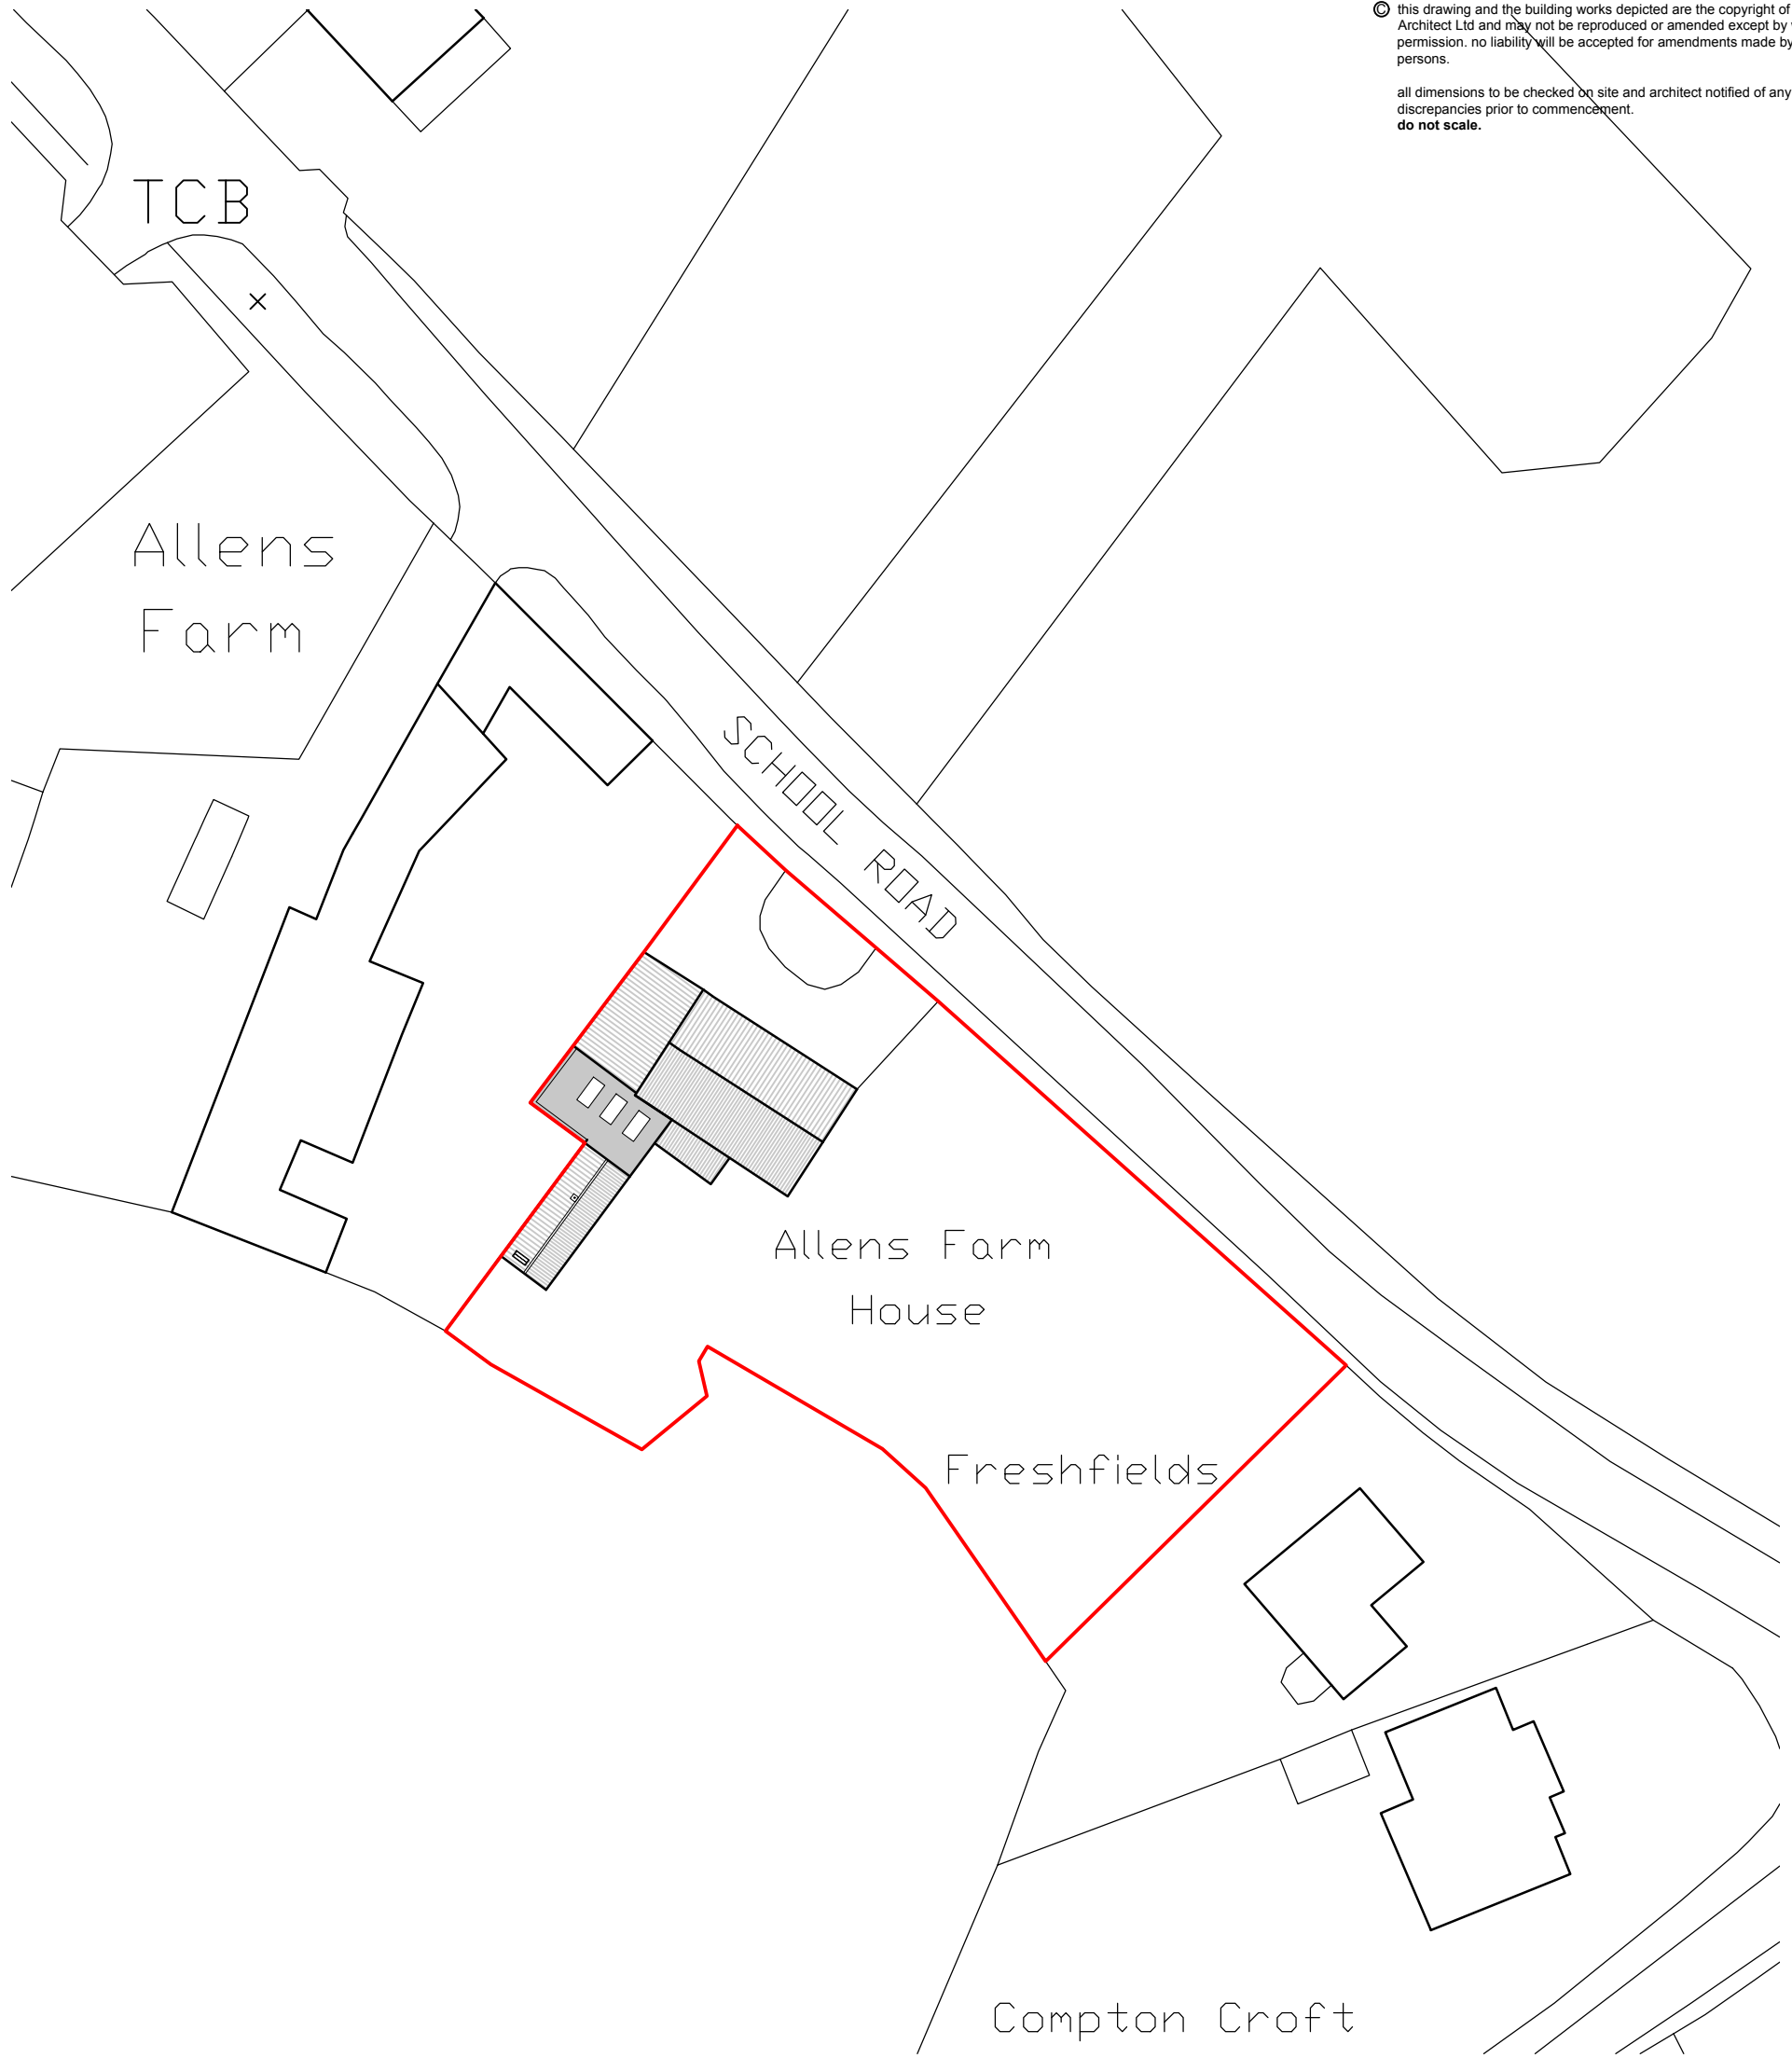 © this drawing and the building works depicted are the copyright of
Architect Ltd and may not be reproduced or amended except by
permission. no liability will be accepted for amendments made by
persons.
all dimensions to be checked on site and architect notified of any
discrepancies prior to commencement.
do not scale.
TCB
Allens
Farm
SCHOOL ROAD
Allens Farm
House
Freshfields
Compton Croft